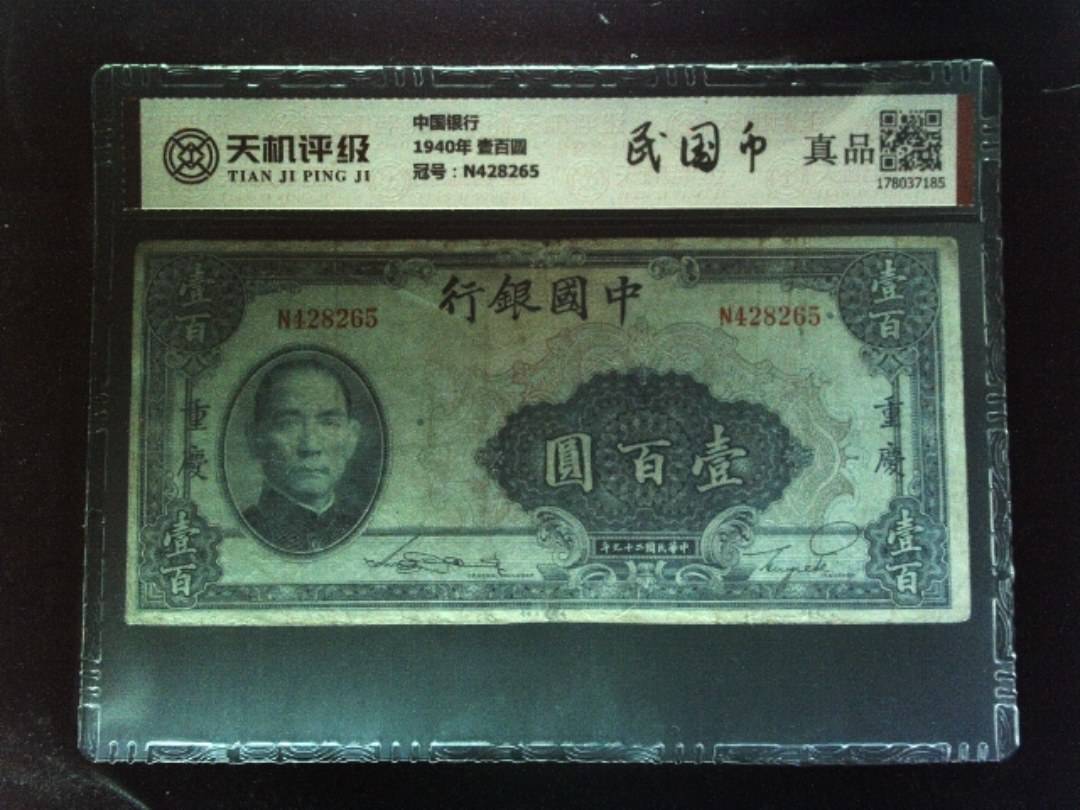 天机评级
TIAN JI PING JI
中国银行
1940年 壹百圆
冠号：N428265
民国币
真品
178037185
壹百
行銀國中
壹百
N428265
N428265
重慶
重慶
圓百壹
壹百
年九十二國民華中
壹百